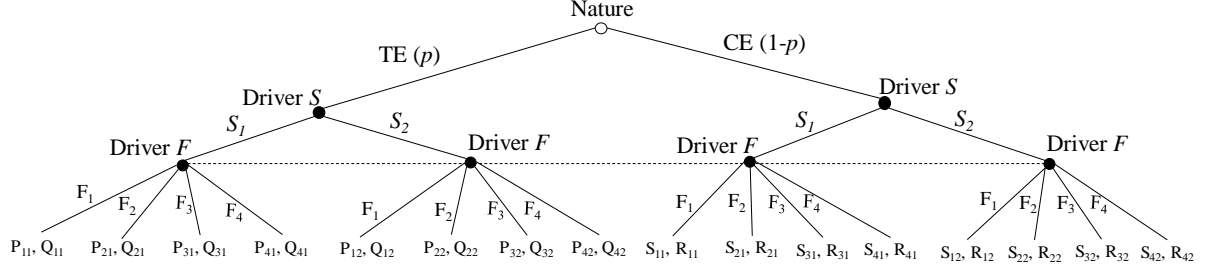 Nature
TE (p) CE (1-p)
Driver S Driver S
S1 S2 S1 S2
Driver F Driver F Driver F Driver F
F1 F2 F3 F4 F1 F2 F3 F4 F1 F2 F3 F4 F1 F2 F3 F4
P11, Q11 P21, Q21 P31, Q31 P41, Q41 P12, Q12 P22, Q22 P32, Q32 P42, Q42 S11, R11 S21, R21 S31, R31 S41, R41 S12, R12 S22, R22 S32, R32 S42, R42